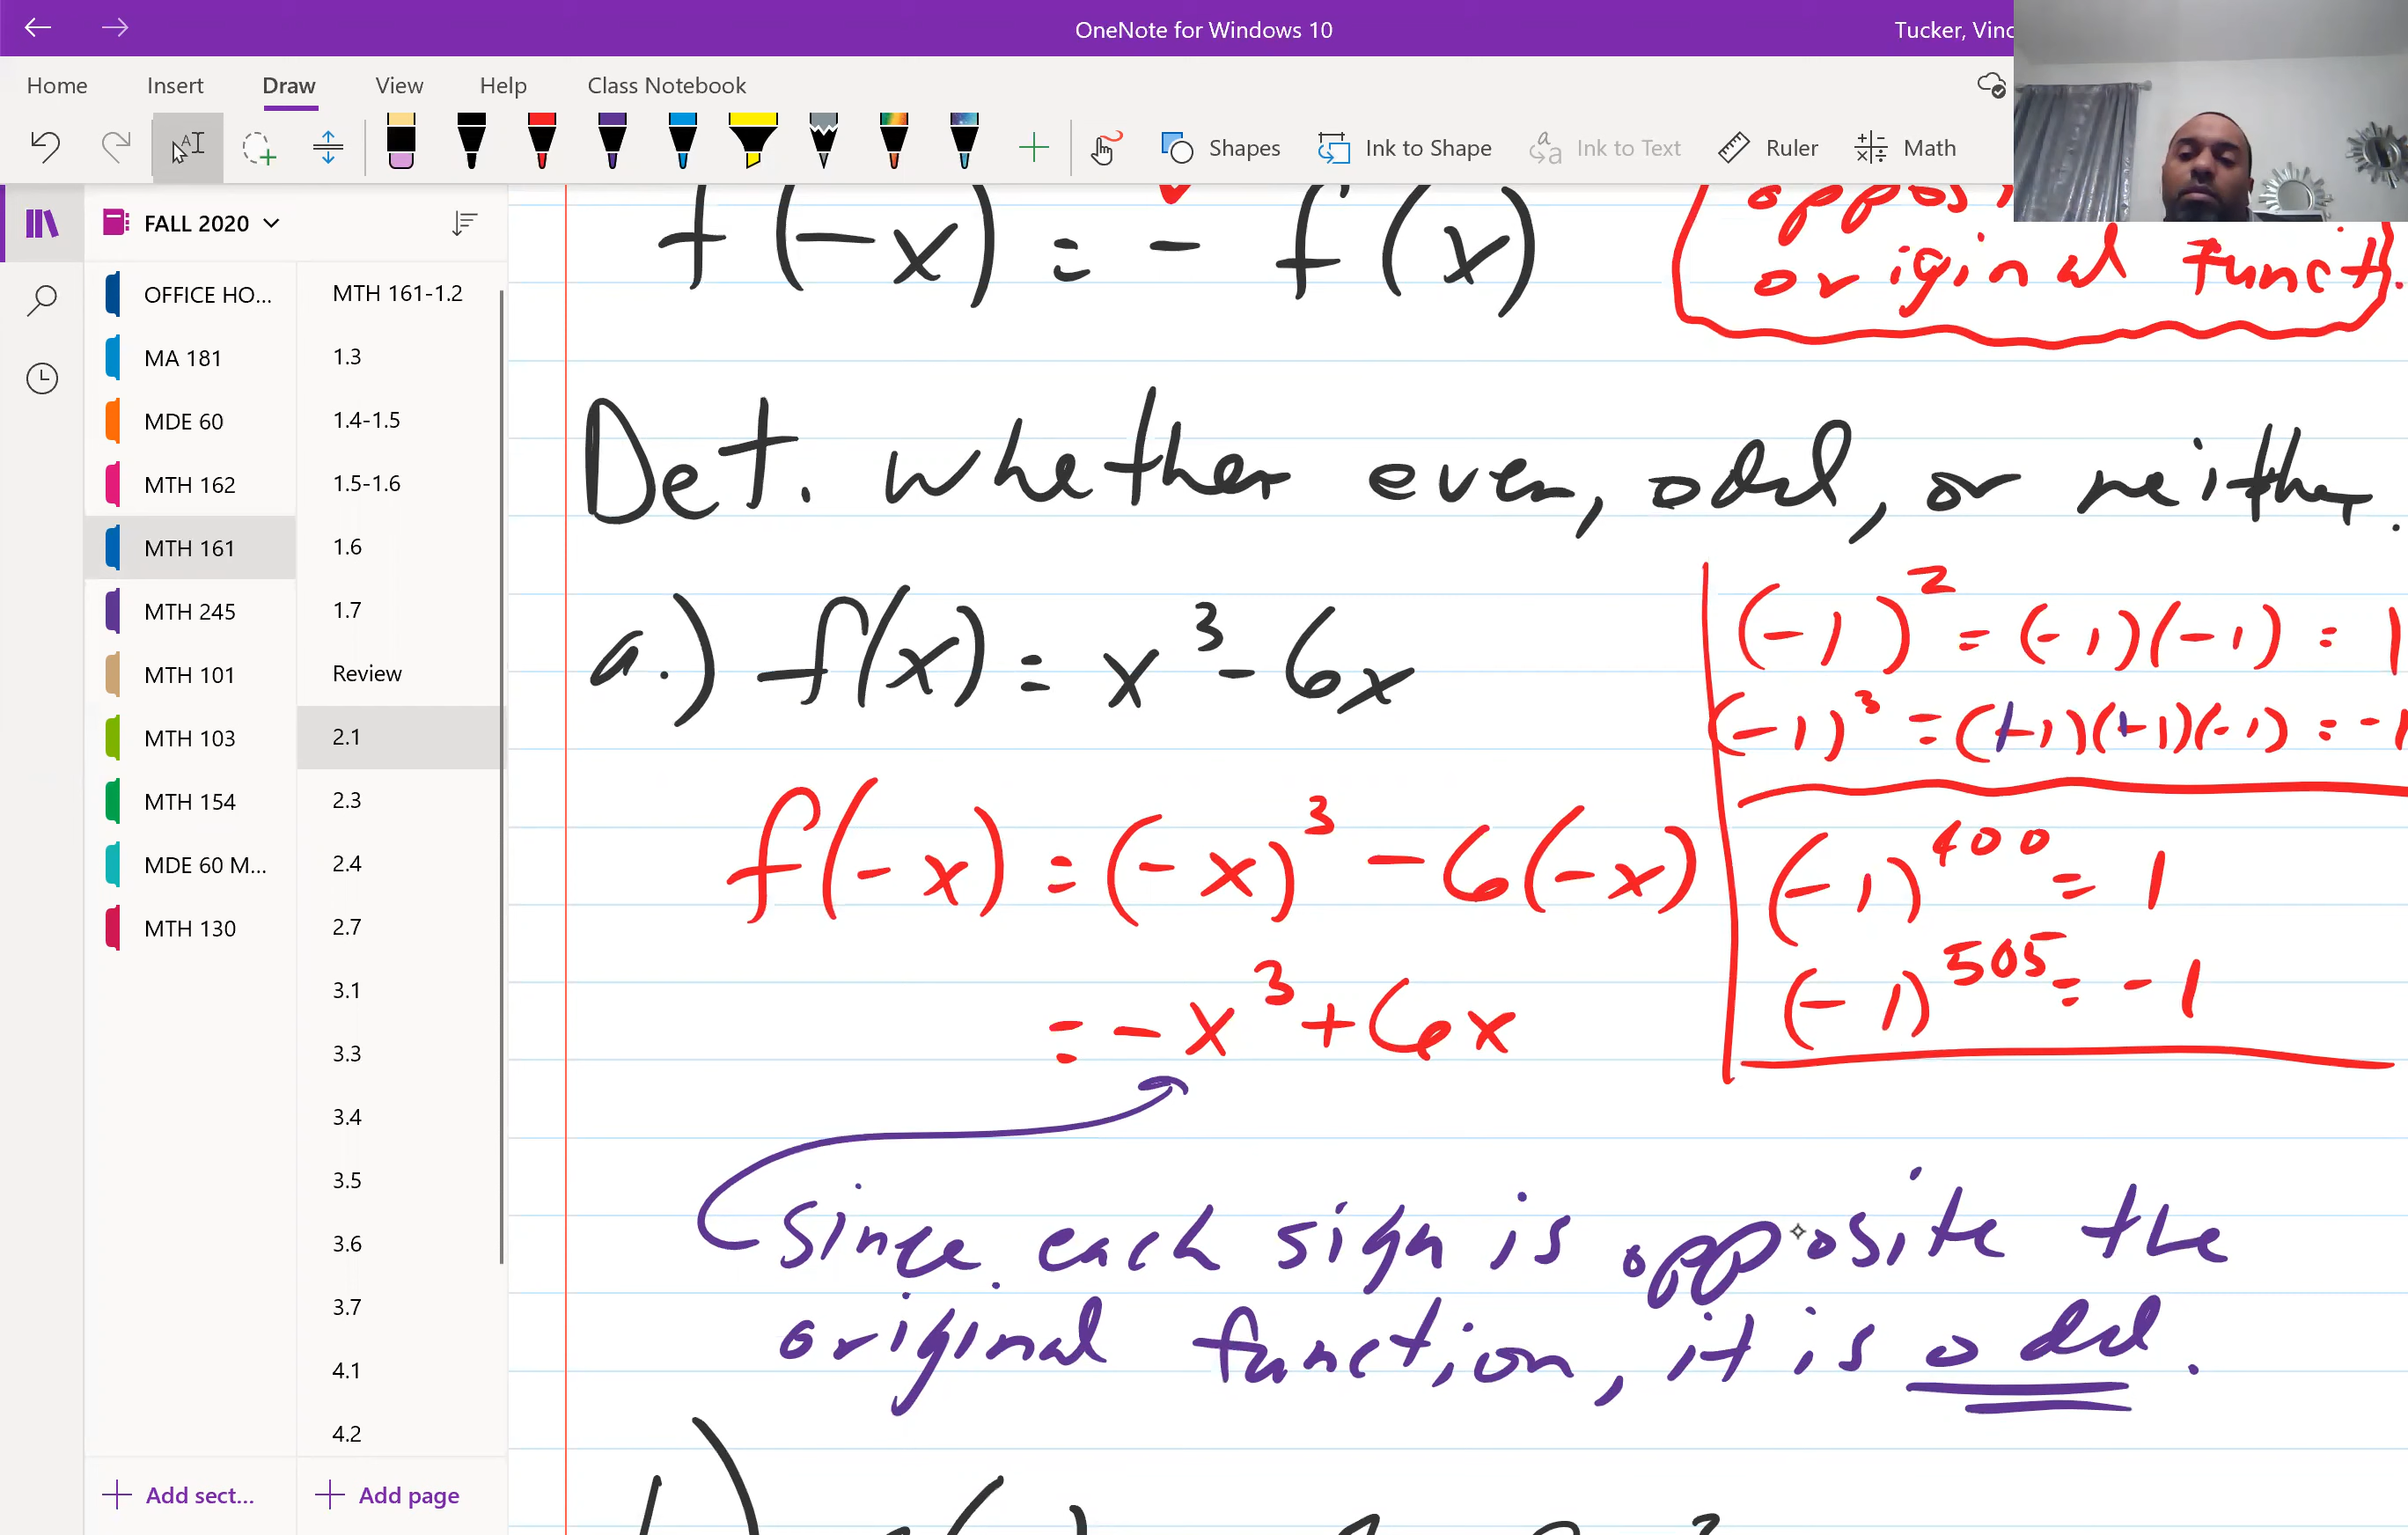 OneNote for Windows 10
Tucker, Vinc
Home Insert Draw View Help Class Notebook
Shapes Ink to Shape Ink to Text Ruler Math
FALL 2020
OFFICE HO...
MA 181
MDE 60
MTH 162
MTH 161
MTH 245
MTH 101
MTH 103
MTH 154
MDE 60 M...
MTH 130
Add sect...
MTH 161-1.2
1.3
1.4-1.5
1.5-1.6
1.6
1.7
Review
2.1
2.3
2.4
2.7
3.1
3.3
3.4
3.5
3.6
3.7
4.1
4.2
Add page
f(-x) = - f(x)
original funct.
Det. whether even, odd, or neither.
a.) f(x) = x³ - 6x
f(-x) = (-x)³ - 6(-x)
= -x³ + 6x
(-1)² = (-1)(-1) = 1
(-1)³ = (-1)(-1)(-1) = -1
(-1)⁴⁰⁰ = 1
(-1)⁵⁰⁵ = -1
Since each sign is opposite the
original function, it is odd.